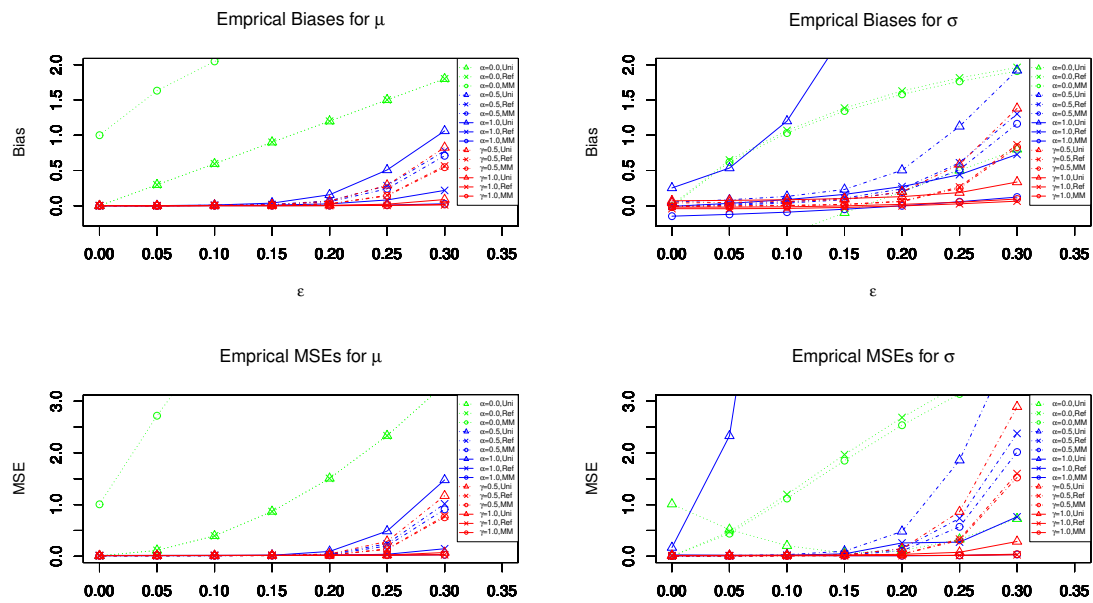 Emprical Biases for μ
Bias
0.0 0.5 1.0 1.5 2.0
0.00 0.05 0.10 0.15 0.20 0.25 0.30 0.35
ε
α=0.0,Uni
α=0.0,Ref
α=0.0,MM
α=0.5,Uni
α=0.5,Ref
α=0.5,MM
α=1.0,Uni
α=1.0,Ref
α=1.0,MM
γ=0.5,Uni
γ=0.5,Ref
γ=0.5,MM
γ=1.0,Uni
γ=1.0,Ref
γ=1.0,MM
Emprical Biases for σ
Bias
0.0 0.5 1.0 1.5 2.0
0.00 0.05 0.10 0.15 0.20 0.25 0.30 0.35
ε
α=0.0,Uni
α=0.0,Ref
α=0.0,MM
α=0.5,Uni
α=0.5,Ref
α=0.5,MM
α=1.0,Uni
α=1.0,Ref
α=1.0,MM
γ=0.5,Uni
γ=0.5,Ref
γ=0.5,MM
γ=1.0,Uni
γ=1.0,Ref
γ=1.0,MM
Emprical MSEs for μ
MSE
0.0 1.0 2.0 3.0
0.00 0.05 0.10 0.15 0.20 0.25 0.30 0.35
α=0.0,Uni
α=0.0,Ref
α=0.0,MM
α=0.5,Uni
α=0.5,Ref
α=0.5,MM
α=1.0,Uni
α=1.0,Ref
α=1.0,MM
γ=0.5,Uni
γ=0.5,Ref
γ=0.5,MM
γ=1.0,Uni
γ=1.0,Ref
γ=1.0,MM
Emprical MSEs for σ
MSE
0.0 1.0 2.0 3.0
0.00 0.05 0.10 0.15 0.20 0.25 0.30 0.35
α=0.0,Uni
α=0.0,Ref
α=0.0,MM
α=0.5,Uni
α=0.5,Ref
α=0.5,MM
α=1.0,Uni
α=1.0,Ref
α=1.0,MM
γ=0.5,Uni
γ=0.5,Ref
γ=0.5,MM
γ=1.0,Uni
γ=1.0,Ref
γ=1.0,MM